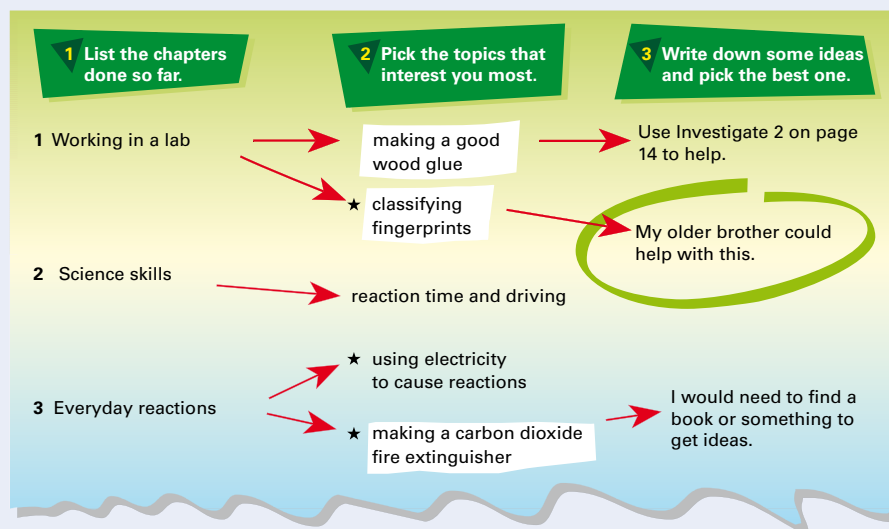 1 List the chapters
done so far.
2 Pick the topics that
interest you most.
3 Write down some ideas
and pick the best one.
1 Working in a lab
making a good
wood glue
Use Investigate 2 on page
14 to help.
★ classifying
fingerprints
My older brother could
help with this.
2 Science skills
reaction time and driving
3 Everyday reactions
★ using electricity
to cause reactions
★ making a carbon dioxide
fire extinguisher
I would need to find a
book or something to
get ideas.